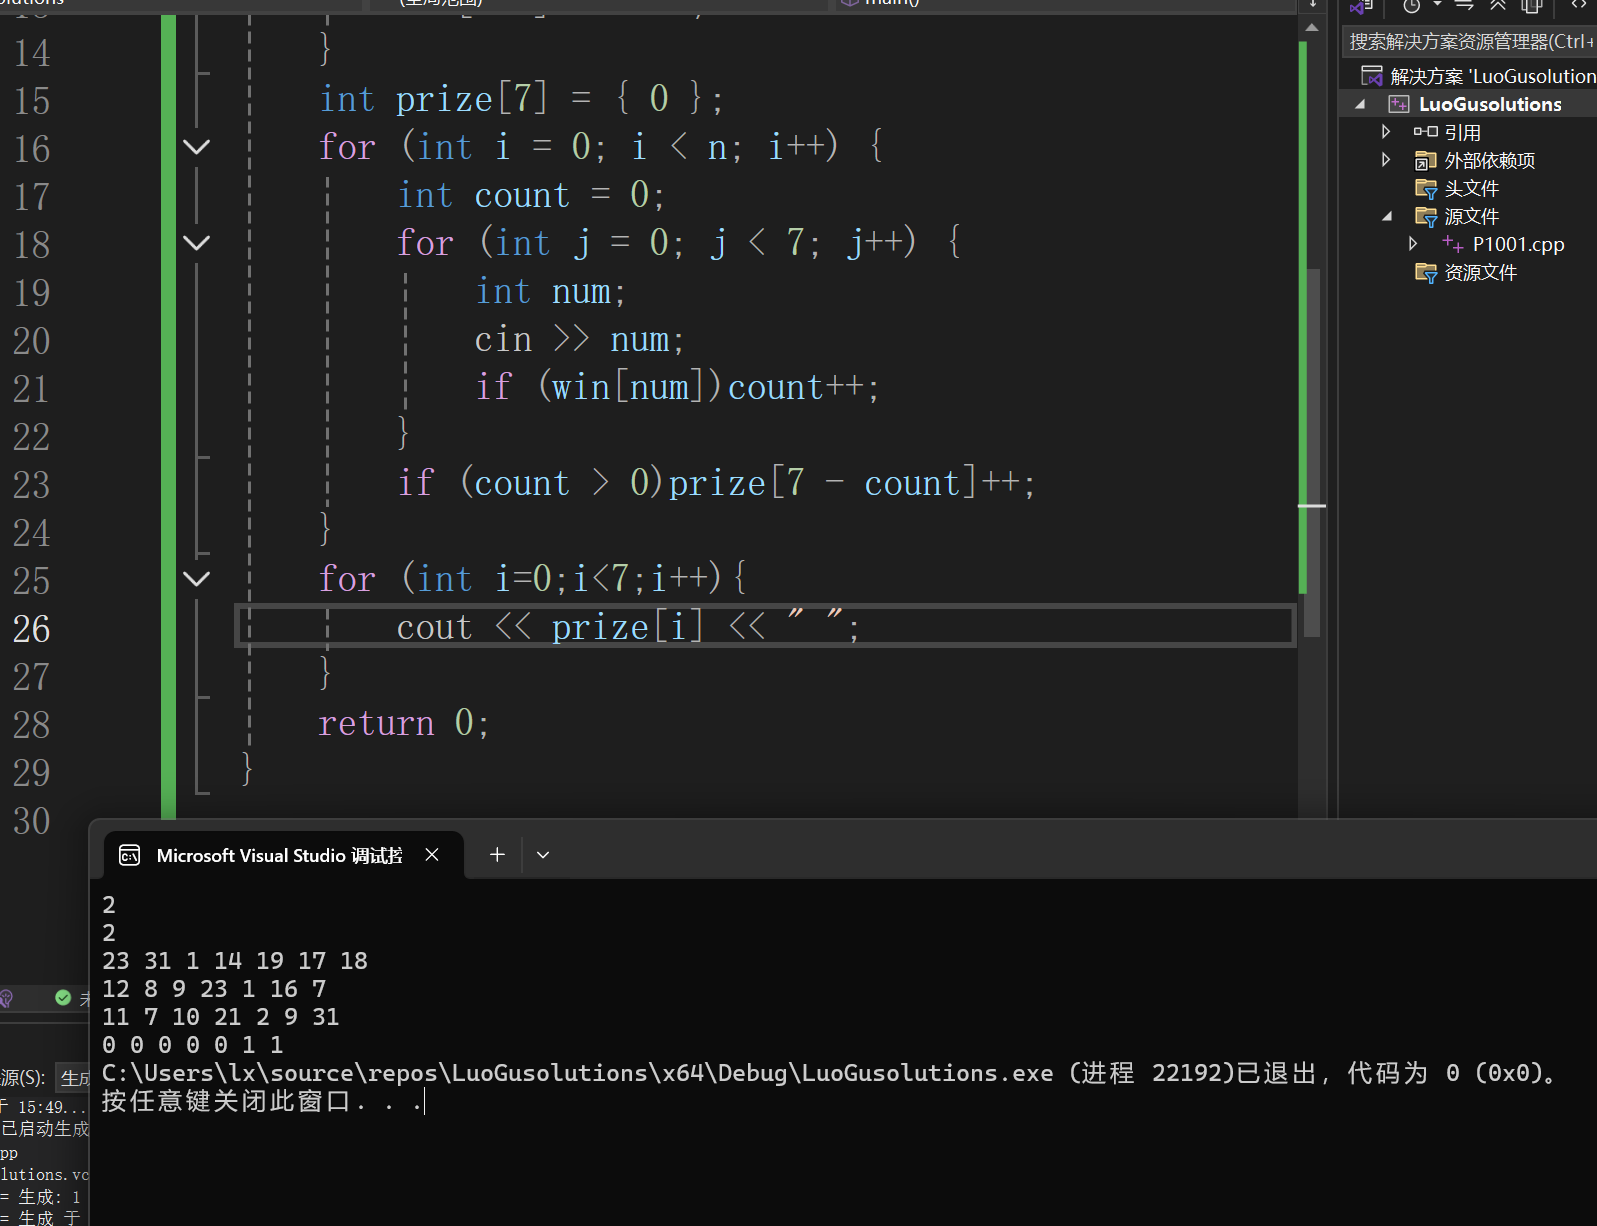 (全局范围)
main()
14 }
15 int prize[7] = { 0 };
16 for (int i = 0; i < n; i++) {
17 int count = 0;
18 for (int j = 0; j < 7; j++) {
19 int num;
20 cin >> num;
21 if (win[num])count++;
22 }
23 if (count > 0)prize[7 - count]++;
24 }
25 for (int i=0;i<7;i++){
26 cout << prize[i] << " ";
27 }
28 return 0;
29 }
30
搜索解决方案资源管理器(Ctrl+
解决方案 'LuoGusolution
LuoGusolutions
引用
外部依赖项
头文件
源文件
P1001.cpp
资源文件
Microsoft Visual Studio 调试控
2
2
23 31 1 14 19 17 18
12 8 9 23 1 16 7
11 7 10 21 2 9 31
0 0 0 0 0 1 1
C:\Users\lx\source\repos\LuoGusolutions\x64\Debug\LuoGusolutions.exe (进程 22192)已退出，代码为 0 (0x0)。
按任意键关闭此窗口. . .
源(S): 生成
于 15:49...
已启动生成
pp
lutions.vc
= 生成: 1
= 生成 于